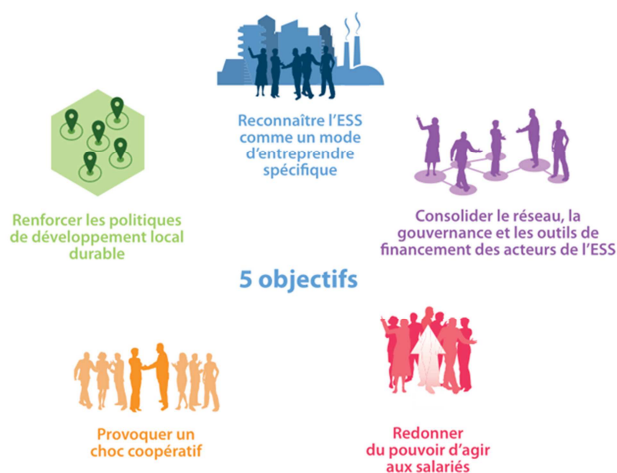 Reconnaître l'ESS
comme un mode
d'entreprendre
spécifique
Renforcer les politiques
de développement local
durable
Consolider le réseau, la
gouvernance et les outils de
financement des acteurs de l'ESS
5 objectifs
Provoquer un
choc coopératif
Redonner
du pouvoir d'agir
aux salariés